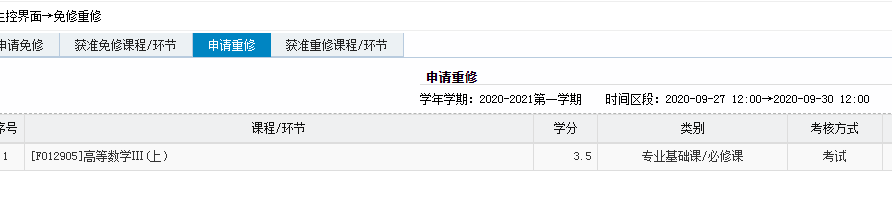 主控界面→免修重修
申请免修 获准免修课程/环节 申请重修 获准重修课程/环节
申请重修
学年学期：2020-2021第一学期 时间区段：2020-09-27 12:00→2020-09-30 12:00
序号 课程/环节 学分 类别 考核方式
1 [F012905]高等数学III(上) 3.5 专业基础课/必修课 考试